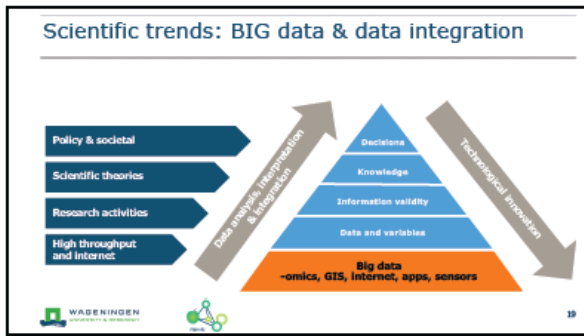 Scientific trends: BIG data & data integration
Policy & societal
Scientific theories
Research activities
High throughput
and internet
Data analysis, interpretation
& integration
Decisions
Knowledge
Information validity
Data and variables
Big data
-omics, GIS, internet, apps, sensors
Technological innovation
WAGENINGEN
UNIVERSITY & RESEARCH
19